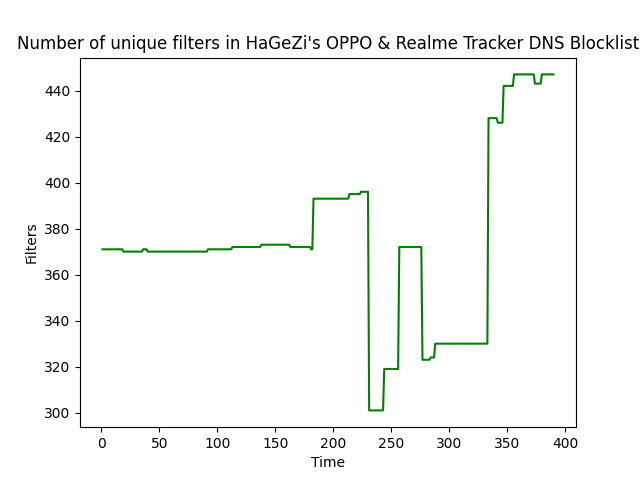 Number of unique filters in HaGeZi's OPPO & Realme Tracker DNS Blocklist
440
420
400
380
360
340
320
300
Filters
0 50 100 150 200 250 300 350 400
Time